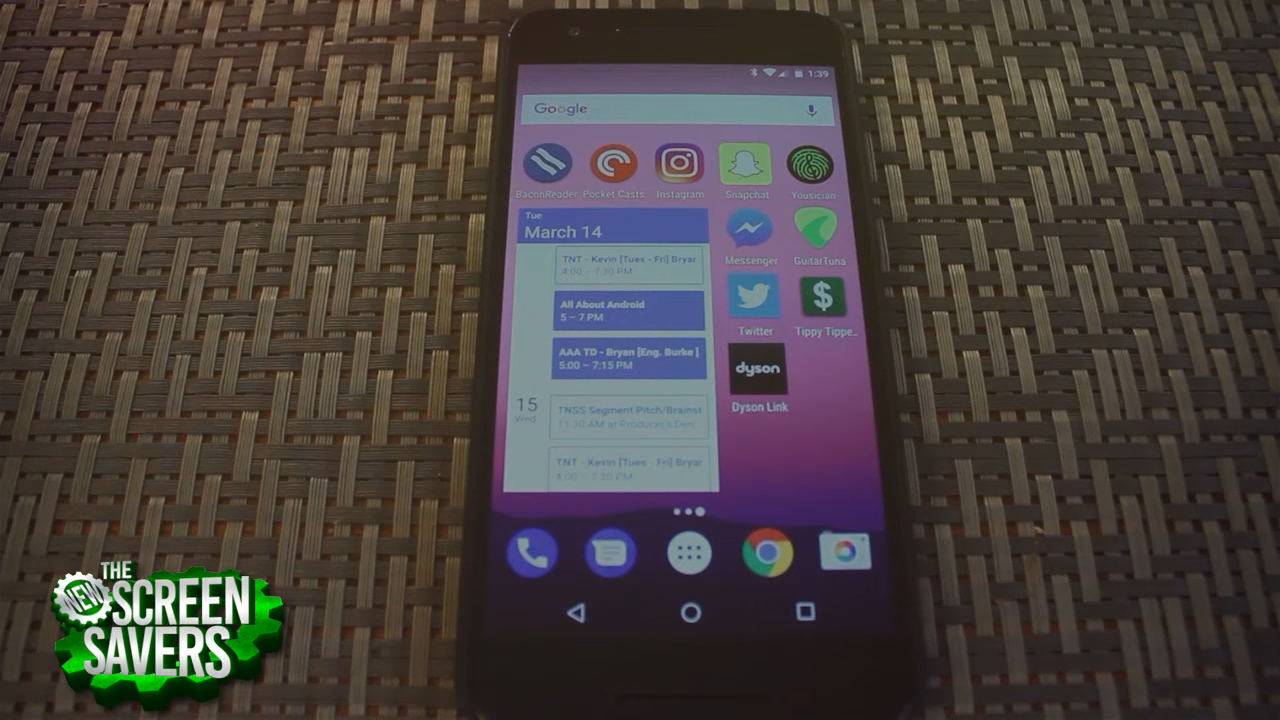 1:39
Google
BaconReader Pocket Casts Instagram Snapchat Yousician
Tue
March 14
TNT - Kevin [Tues - Fri] Bryar
4:00 – 7:30 PM
All About Android
5 – 7 PM
AAA TD - Bryan [Eng. Burke ]
5:00 – 7:15 PM
15
Wed
TNSS Segment Pitch/Brainst
11:30 AM at Producer's Den
TNT - Kevin [Tues - Fri] Bryar
4:00 – 7:30 PM
Messenger GuitarTuna
Twitter Tippy Tippe...
dyson
Dyson Link
THE
NEW SCREEN
SAVERS